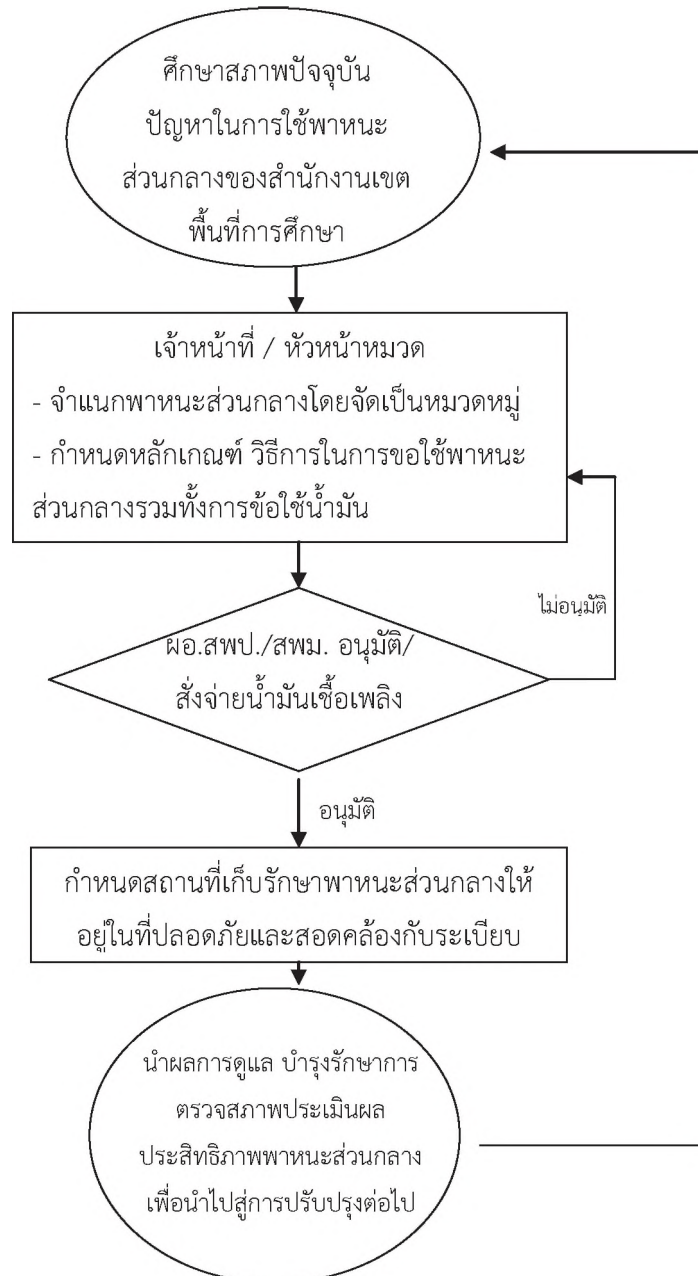 ศึกษาสภาพปัจจุบัน
ปัญหาในการใช้พาหนะ
ส่วนกลางของสำนักงานเขต
พื้นที่การศึกษา
เจ้าหน้าที่ / หัวหน้าหมวด
- จำแนกพาหนะส่วนกลางโดยจัดเป็นหมวดหมู่
- กำหนดหลักเกณฑ์ วิธีการในการขอใช้พาหนะ
ส่วนกลางรวมทั้งการข้อใช้น้ำมัน
ไม่อนุมัติ
ผอ.สพป./สพม. อนุมัติ/
สั่งจ่ายน้ำมันเชื้อเพลิง
อนุมัติ
กำหนดสถานที่เก็บรักษาพาหนะส่วนกลางให้
อยู่ในที่ปลอดภัยและสอดคล้องกับระเบียบ
นำผลการดูแล บำรุงรักษาการ
ตรวจสภาพประเมินผล
ประสิทธิภาพพาหนะส่วนกลาง
เพื่อนำไปสู่การปรับปรุงต่อไป